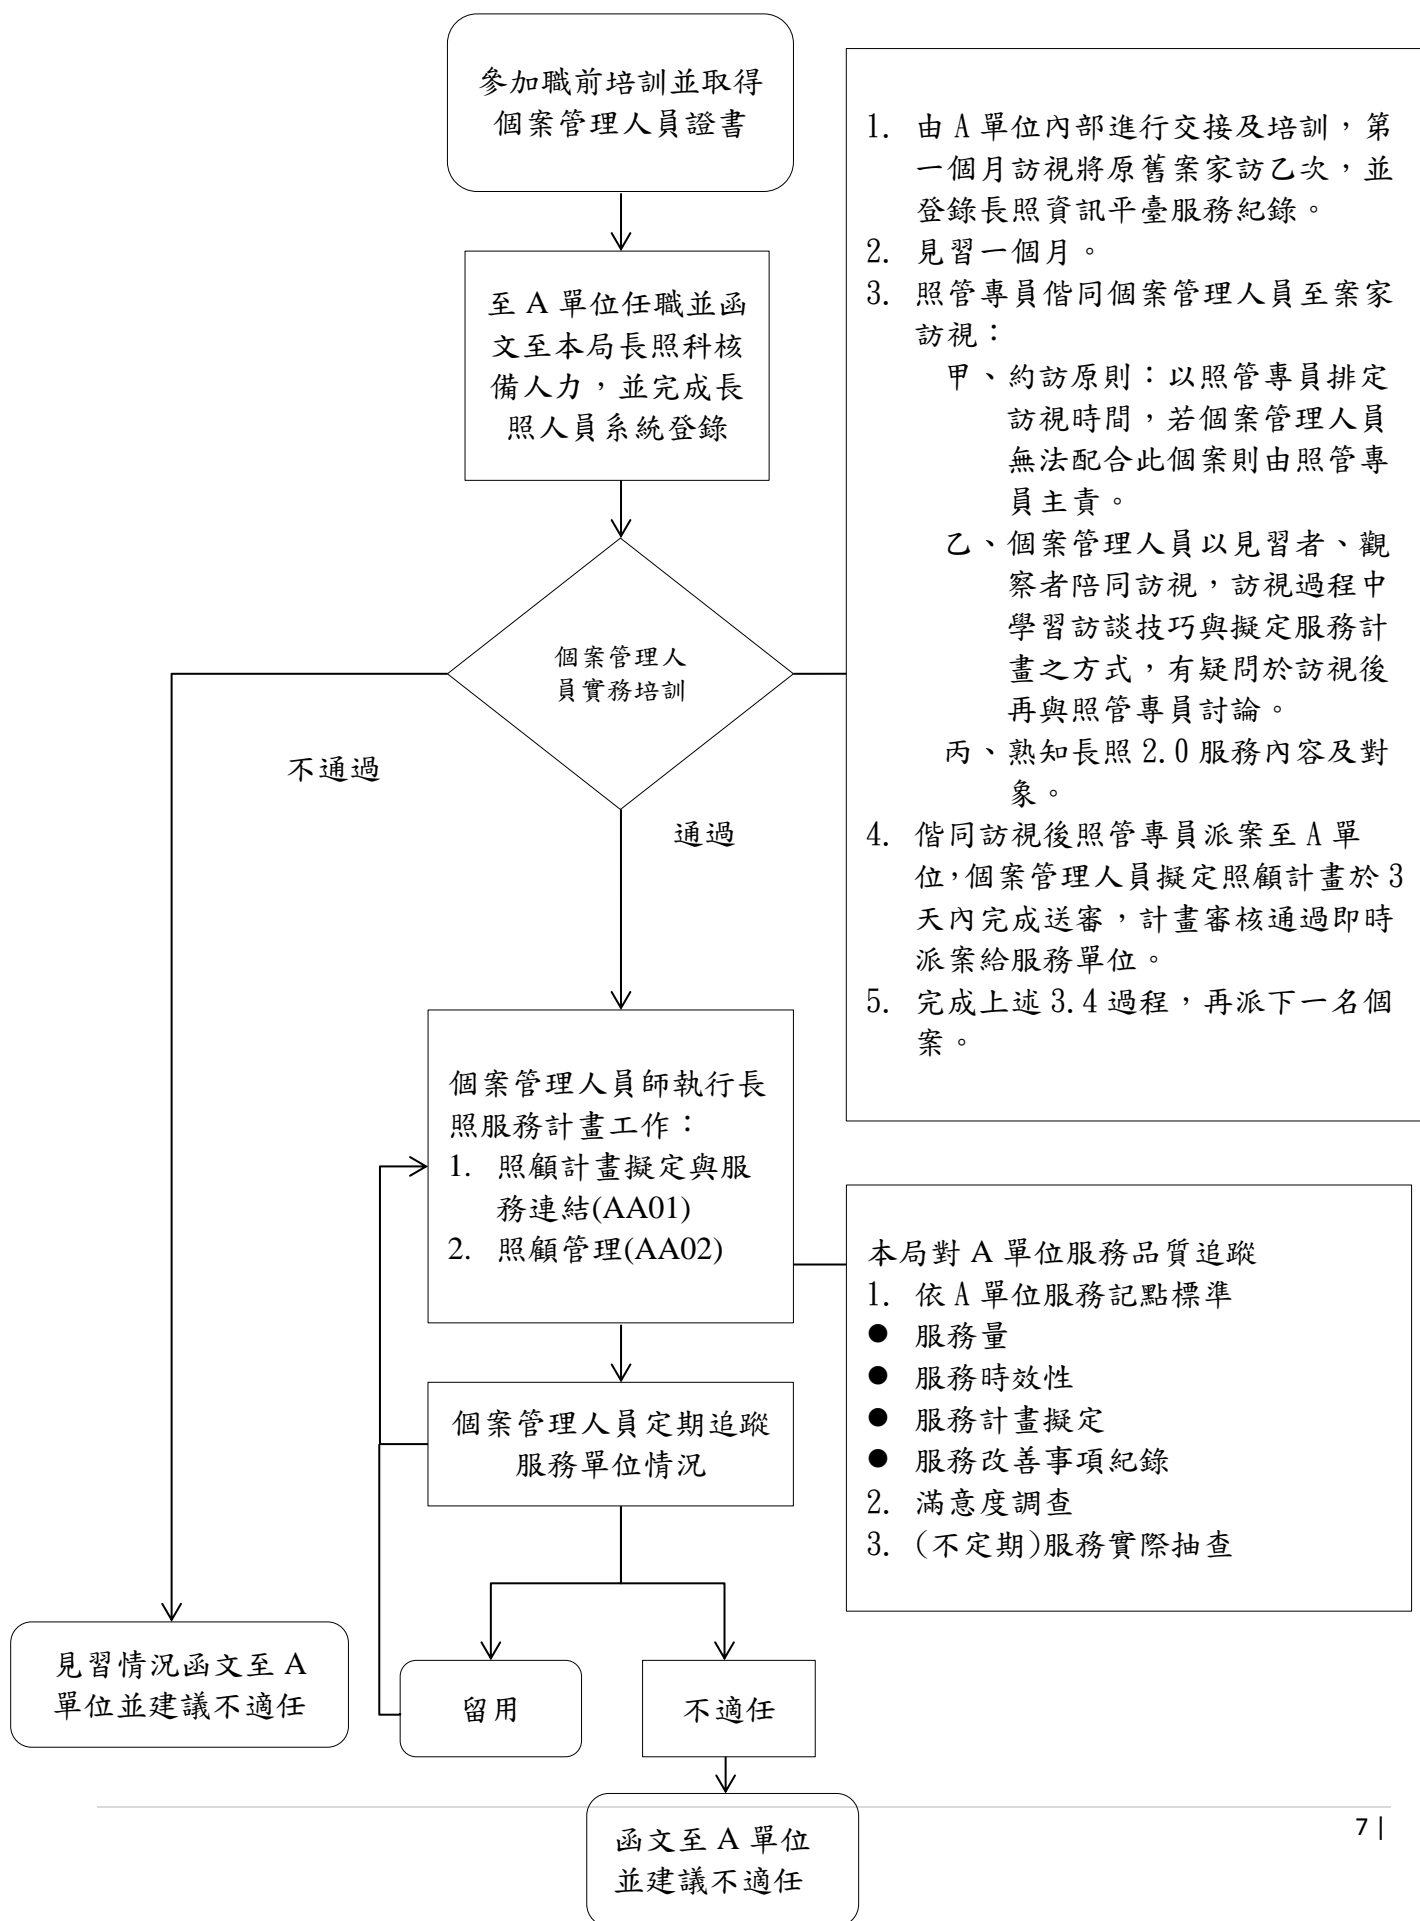 參加職前培訓並取得
個案管理人員證書
至 A 單位任職並函
文至本局長照科核
備人力，並完成長
照人員系統登錄
個案管理人
員實務培訓
不通過
通過
1. 由 A 單位內部進行交接及培訓，第
一個月訪視將原舊案家訪乙次，並
登錄長照資訊平臺服務紀錄。
2. 見習一個月。
3. 照管專員偕同個案管理人員至案家
訪視：
甲、約訪原則：以照管專員排定
訪視時間，若個案管理人員
無法配合此個案則由照管專
員主責。
乙、個案管理人員以見習者、觀
察者陪同訪視，訪視過程中
學習訪談技巧與擬定服務計
畫之方式，有疑問於訪視後
再與照管專員討論。
丙、熟知長照 2.0 服務內容及對
象。
4. 偕同訪視後照管專員派案至 A 單
位，個案管理人員擬定照顧計畫於 3
天內完成送審，計畫審核通過即時
派案給服務單位。
5. 完成上述 3.4 過程，再派下一名個
案。
個案管理人員師執行長
照服務計畫工作：
1. 照顧計畫擬定與服
務連結(AA01)
2. 照顧管理(AA02)
本局對 A 單位服務品質追蹤
1. 依 A 單位服務記點標準
● 服務量
● 服務時效性
● 服務計畫擬定
● 服務改善事項紀錄
2. 滿意度調查
3. (不定期)服務實際抽查
個案管理人員定期追蹤
服務單位情況
見習情況函文至 A
單位並建議不適任
留用
不適任
函文至 A 單位
並建議不適任
7 |